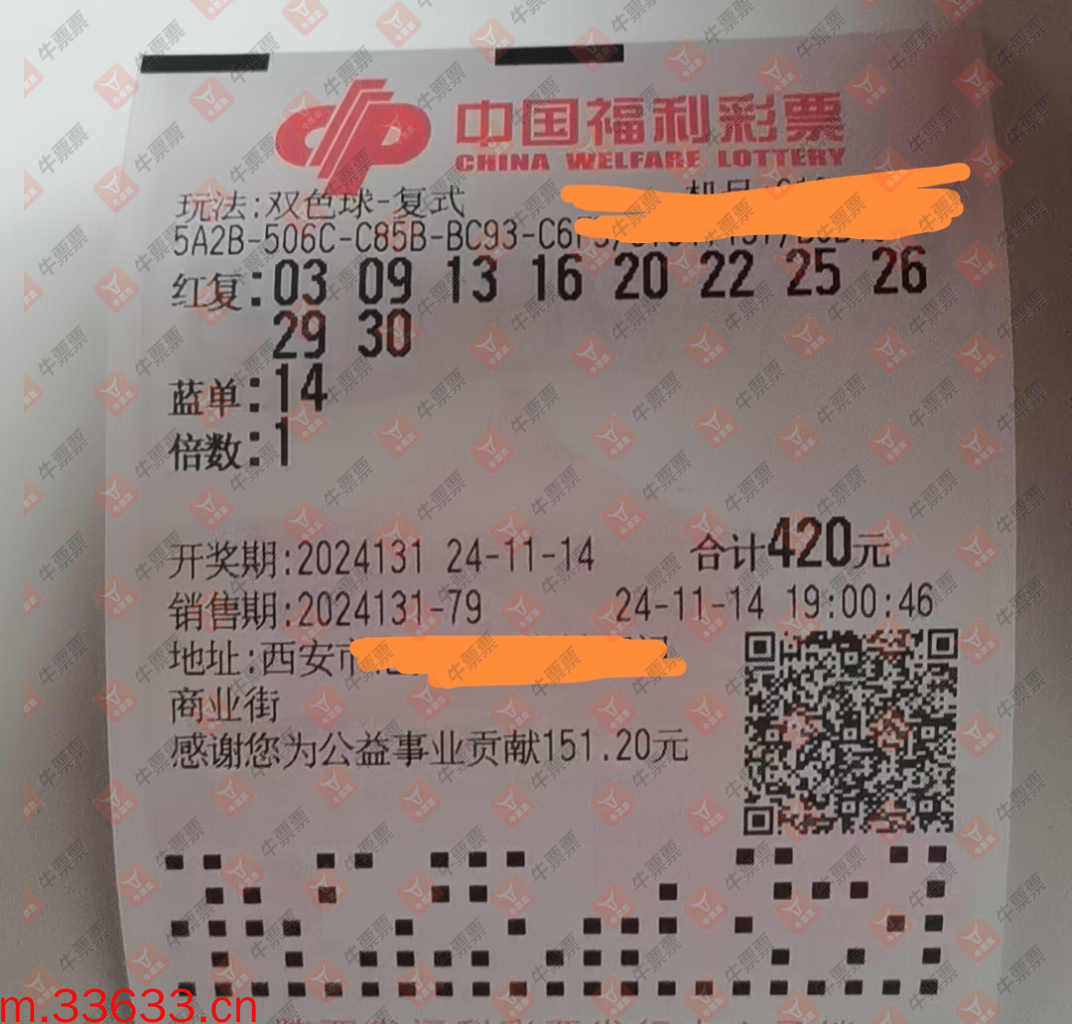 中国福利彩票
CHINA WELFARE LOTTERY
玩法:双色球-复式
5A2B-506C-C85B-BC93-C6F5/
红复:03 09 13 16 20 22 25 26
29 30
蓝单:14
倍数:1
开奖期:2024131 24-11-14 合计420元
销售期:2024131-79 24-11-14 19:00:46
地址:西安市
商业街
感谢您为公益事业贡献151.20元
m.33633.cn
牛票票